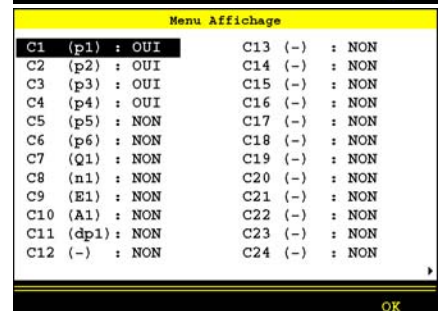 Menu Affichage
C1 (p1) : OUI C13 (-) : NON
C2 (p2) : OUI C14 (-) : NON
C3 (p3) : OUI C15 (-) : NON
C4 (p4) : OUI C16 (-) : NON
C5 (p5) : NON C17 (-) : NON
C6 (p6) : NON C18 (-) : NON
C7 (Q1) : NON C19 (-) : NON
C8 (n1) : NON C20 (-) : NON
C9 (E1) : NON C21 (-) : NON
C10 (A1) : NON C22 (-) : NON
C11 (dp1): NON C23 (-) : NON
C12 (-) : NON C24 (-) : NON
OK